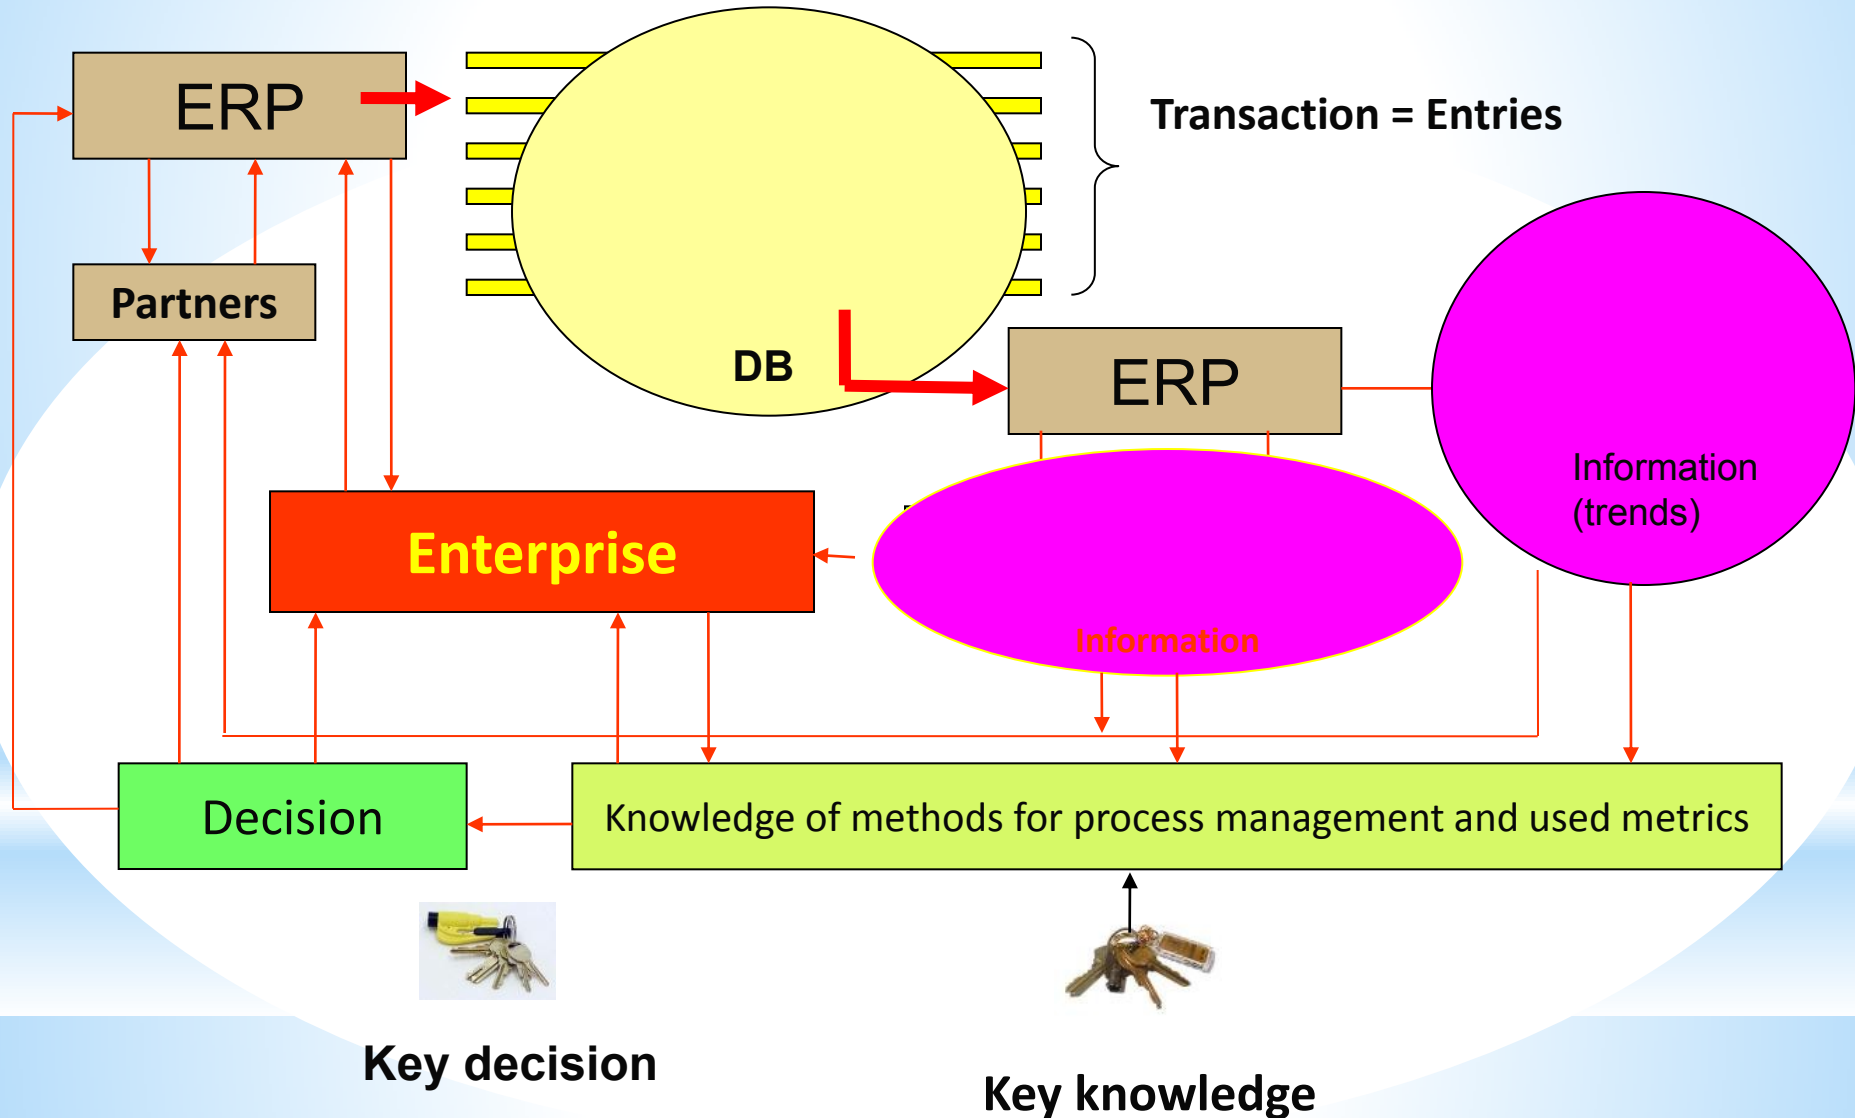 ERP
Transaction = Entries
Partners
DB
ERP
Information
(trends)
Enterprise
Information
Decision
Knowledge of methods for process management and used metrics
Key decision
Key knowledge